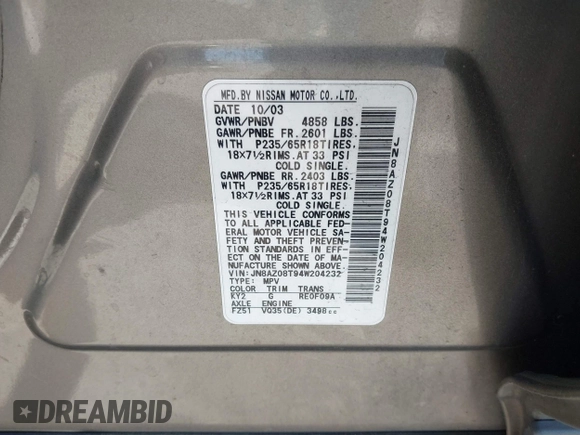 MFD.BY NISSAN MOTOR CO.,LTD.
DATE 10/03
GVWR/PNBV 4858 LBS.
GAWR/PNBE FR. 2601 LBS.
WITH P235/65R18TIRES,
18×7½RIMS.AT 33 PSI
COLD SINGLE.
GAWR/PNBE RR. 2403 LBS.
WITH P235/65R18TIRES,
18×7½RIMS.AT 33 PSI
COLD SINGLE.
THIS VEHICLE CONFORMS
TO ALL APPLICABLE FED-
ERAL MOTOR VEHICLE SA-
FETY AND THEFT PREVEN-
TION STANDARDS IN EFF-
ECT ON THE DATE OF MA-
NUFACTURE SHOWN ABOVE.
VIN: JN8AZ08T94W204232
TYPE: MPV
COLOR TRIM TRANS
KY2 G RE0F09A
AXLE ENGINE
FZ51 VQ35(DE) 3498cc
JN8AZ08T94W204232
DREAMBID